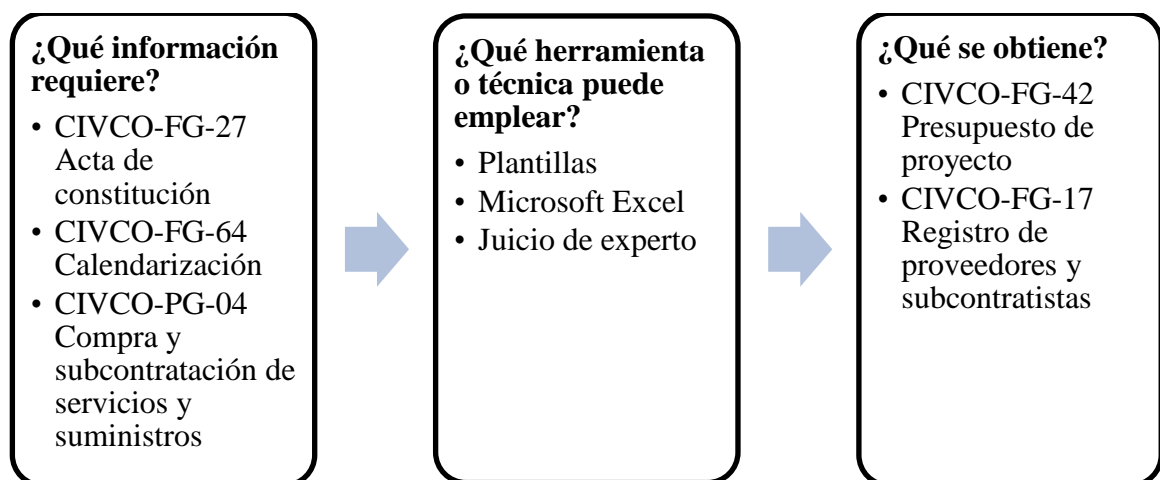 ¿Qué información
requiere?
• CIVCO-FG-27
Acta de
constitución
• CIVCO-FG-64
Calendarización
• CIVCO-PG-04
Compra y
subcontratación de
servicios y
suministros
¿Qué herramienta
o técnica puede
emplear?
• Plantillas
• Microsoft Excel
• Juicio de experto
¿Qué se obtiene?
• CIVCO-FG-42
Presupuesto de
proyecto
• CIVCO-FG-17
Registro de
proveedores y
subcontratistas